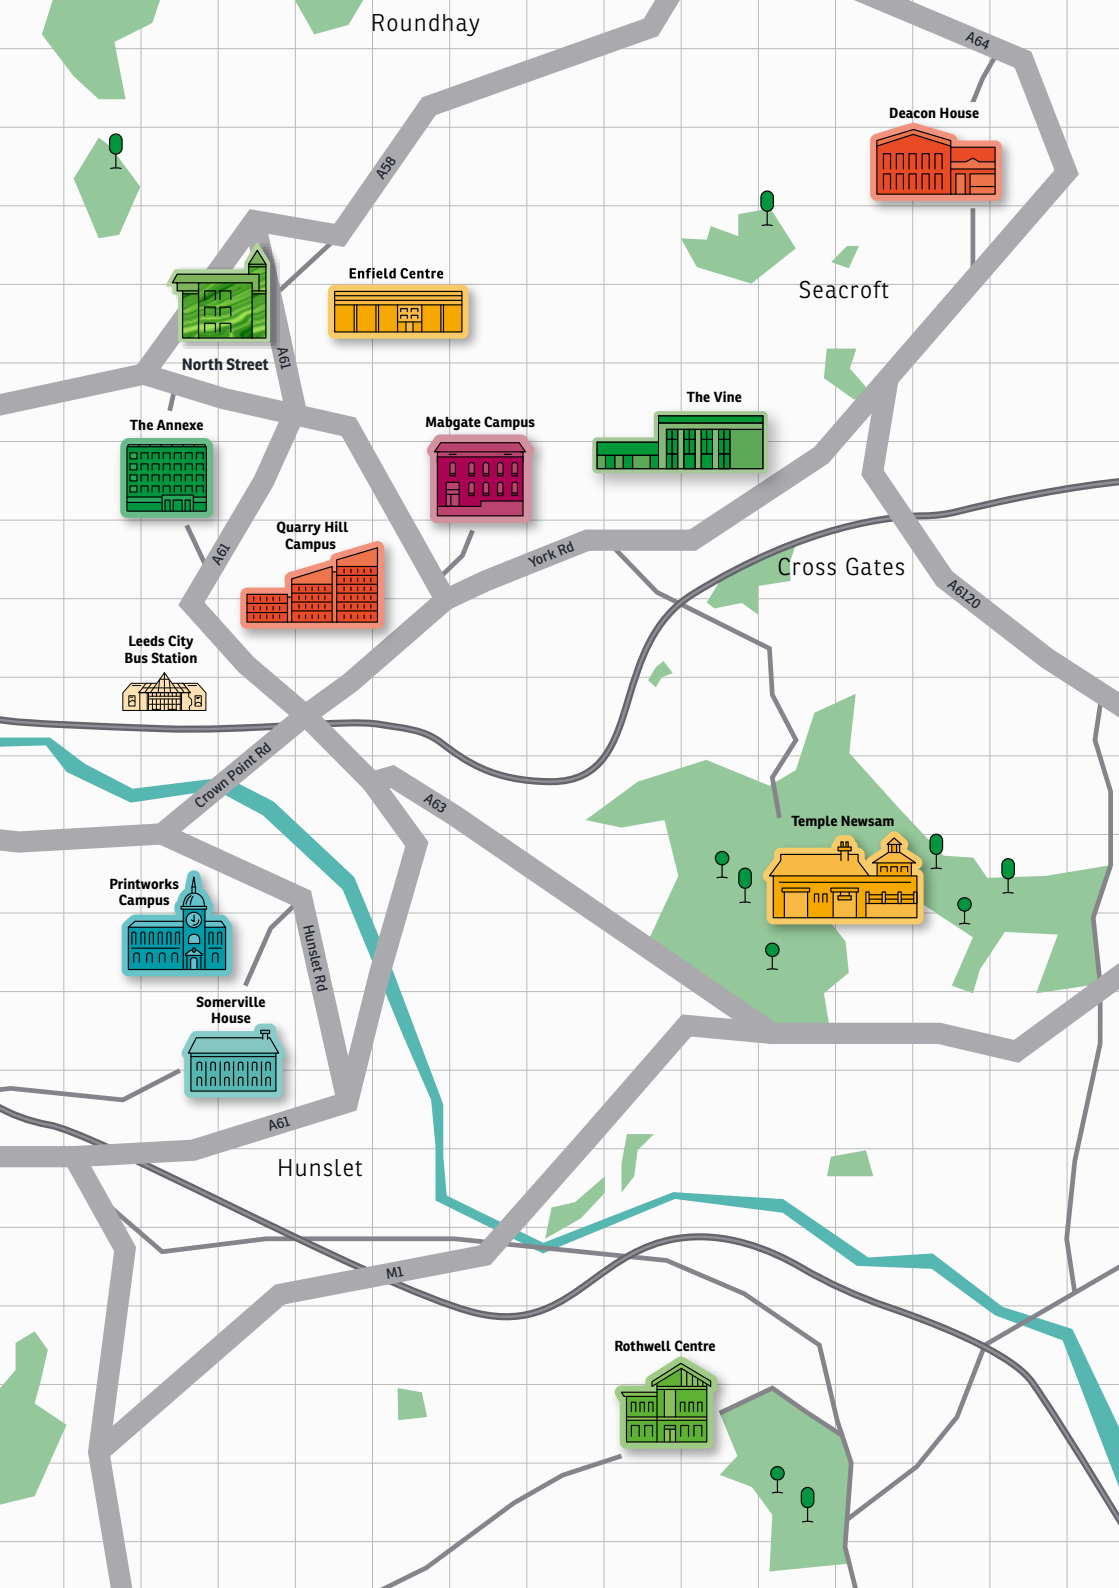 Roundhay
A64
Deacon House
A58
Seacroft
Enfield Centre
North Street
A61
The Vine
The Annexe
Mabgate Campus
Quarry Hill
Campus
A61
York Rd
Cross Gates
A6120
Leeds City
Bus Station
Crown Point Rd
A63
Temple Newsam
Printworks
Campus
Hunslet Rd
Somerville
House
A61
Hunslet
M1
Rothwell Centre